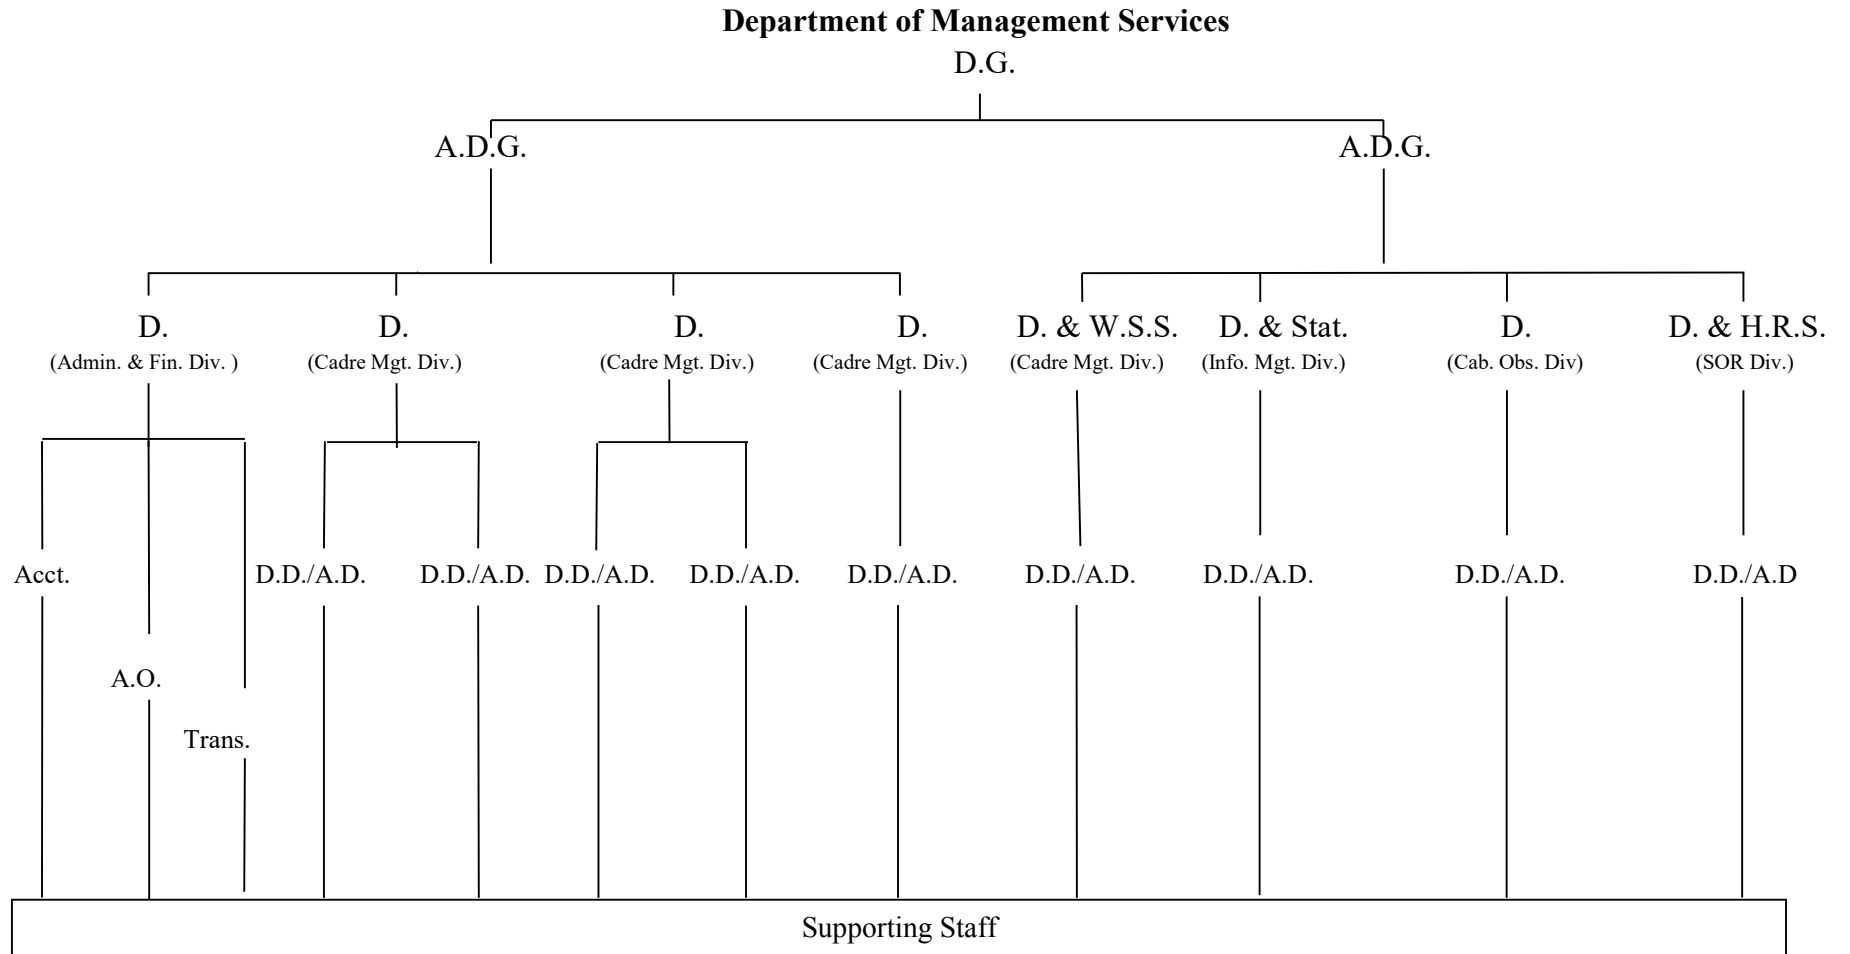 Department of Management Services
D.G.
A.D.G. A.D.G.
D. D. D. D. D. & W.S.S. D. & Stat. D. D. & H.R.S.
(Admin. & Fin. Div. ) (Cadre Mgt. Div.) (Cadre Mgt. Div.) (Cadre Mgt. Div.) (Cadre Mgt. Div.) (Info. Mgt. Div.) (Cab. Obs. Div) (SOR Div.)
Acct. D.D./A.D. D.D./A.D. D.D./A.D. D.D./A.D. D.D./A.D. D.D./A.D. D.D./A.D. D.D./A.D. D.D./A.D
A.O.
Trans.
Supporting Staff